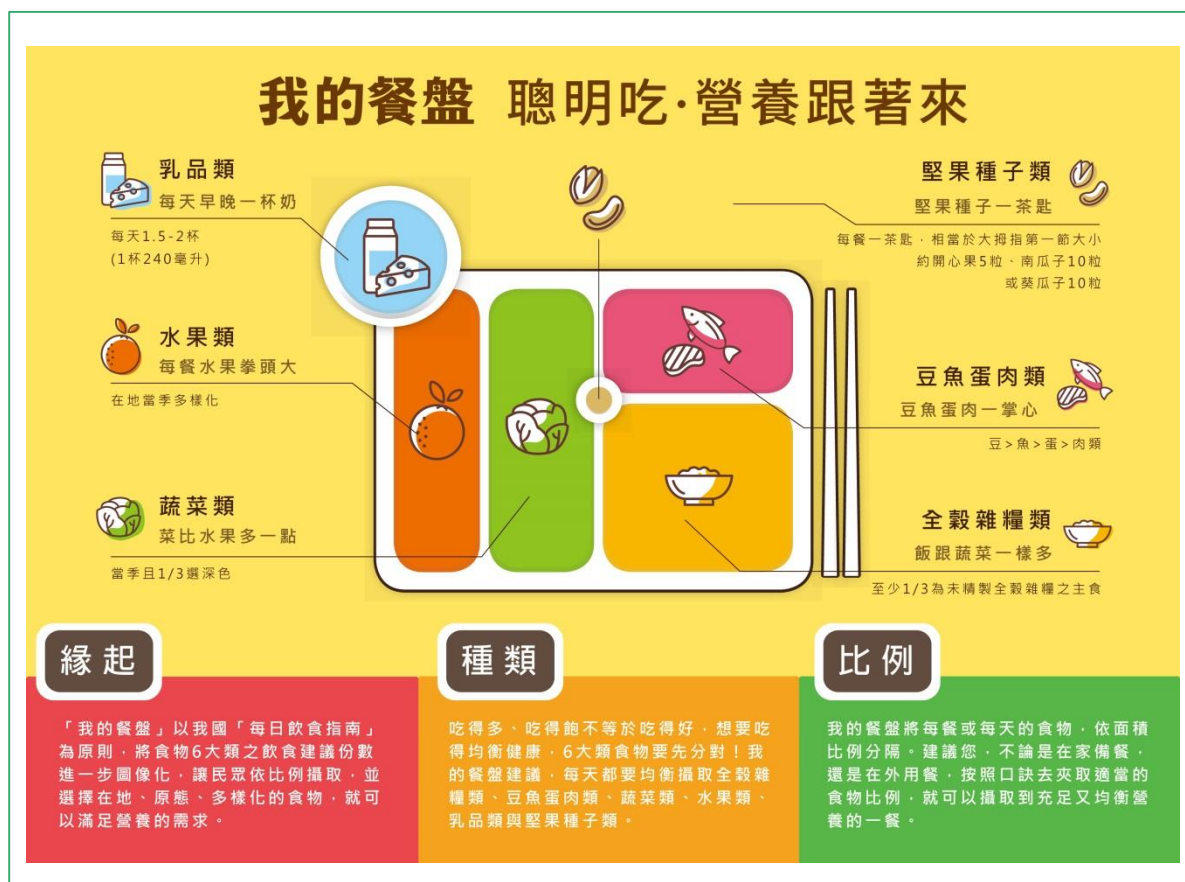 我的餐盤 聰明吃·營養跟著來
乳品類
每天早晚一杯奶
每天1.5-2杯
(1杯240毫升)
水果類
每餐水果拳頭大
在地當季多樣化
蔬菜類
菜比水果多一點
當季且1/3選深色
堅果種子類
堅果種子一茶匙
每餐一茶匙，相當於大拇指第一節大小
約開心果5粒、南瓜子10粒
或葵瓜子10粒
豆魚蛋肉類
豆魚蛋肉一掌心
豆>魚>蛋>肉類
全穀雜糧類
飯跟蔬菜一樣多
至少1/3為未精製全穀雜糧之主食
緣起
「我的餐盤」以我國「每日飲食指南」
為原則，將食物6大類之飲食建議份數
進一步圖像化，讓民眾依比例攝取，並
選擇在地、原態、多樣化的食物，就可
以滿足營養的需求。
種類
吃得多、吃得飽不等於吃得好，想要吃
得均衡健康，6大類食物要先分對！我
的餐盤建議，每天都要均衡攝取全穀雜
糧類、豆魚蛋肉類、蔬菜類、水果類、
乳品類與堅果種子類。
比例
我的餐盤將每餐或每天的食物，依面積
比例分隔。建議您，不論是在家備餐，
還是在外用餐，按照口訣去夾取適當的
食物比例，就可以攝取到充足又均衡營
養的一餐。